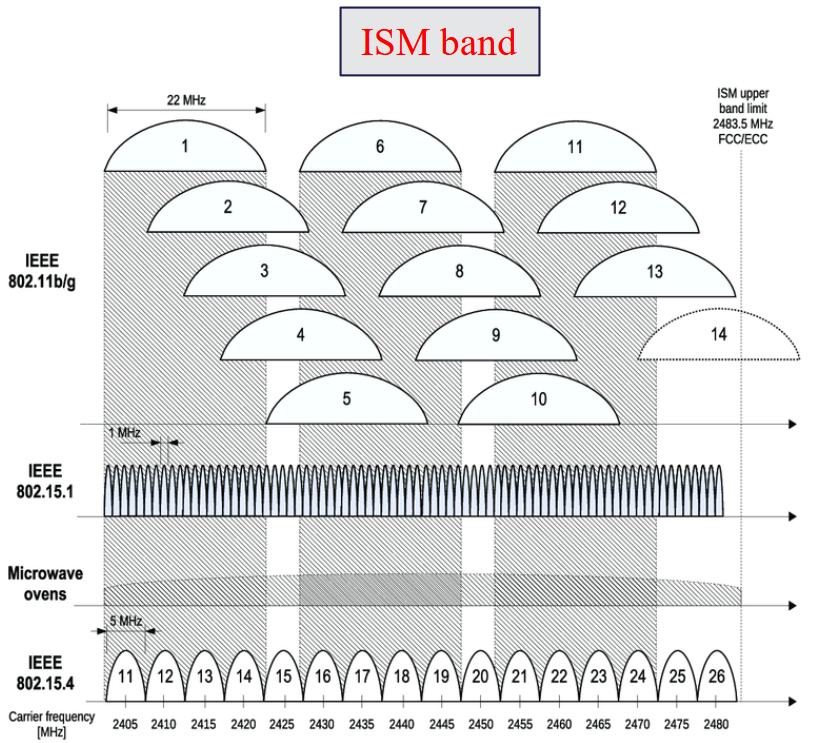 ISM band
ISM upper
band limit
2483.5 MHz
FCC/ECC
22 MHz
1 6 11
2 7 12
IEEE
802.11b/g
3 8 13
4 9 14
5 10
1 MHz
IEEE
802.15.1
Microwave
ovens
5 MHz
IEEE
802.15.4
11 12 13 14 15 16 17 18 19 20 21 22 23 24 25 26
Carrier frequency
[MHz]
2405 2410 2415 2420 2425 2430 2435 2440 2445 2450 2455 2460 2465 2470 2475 2480